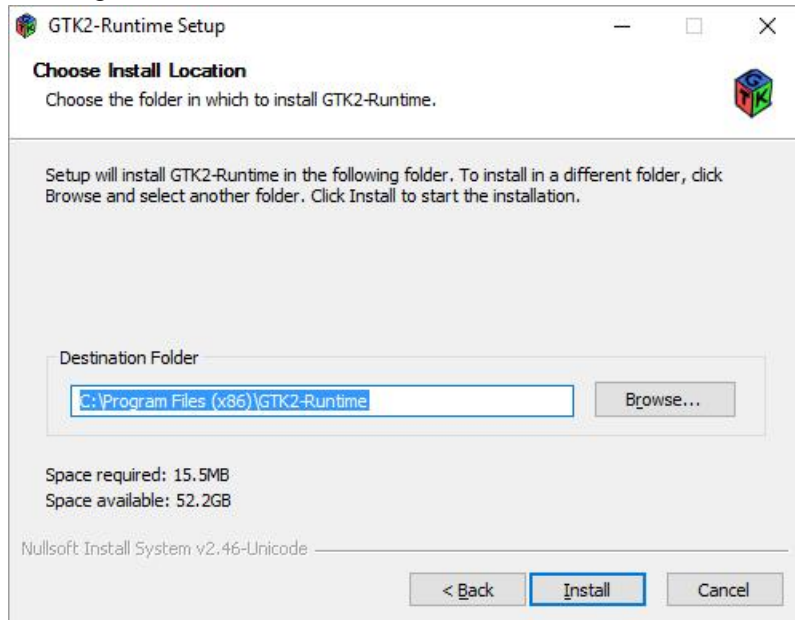 GTK2-Runtime Setup
Choose Install Location
Choose the folder in which to install GTK2-Runtime.
GTK
Setup will install GTK2-Runtime in the following folder. To install in a different folder, click
Browse and select another folder. Click Install to start the installation.
Destination Folder
C:\Program Files (x86)\GTK2-Runtime
Browse...
Space required: 15.5MB
Space available: 52.2GB
Nullsoft Install System v2.46-Unicode
< Back Install Cancel